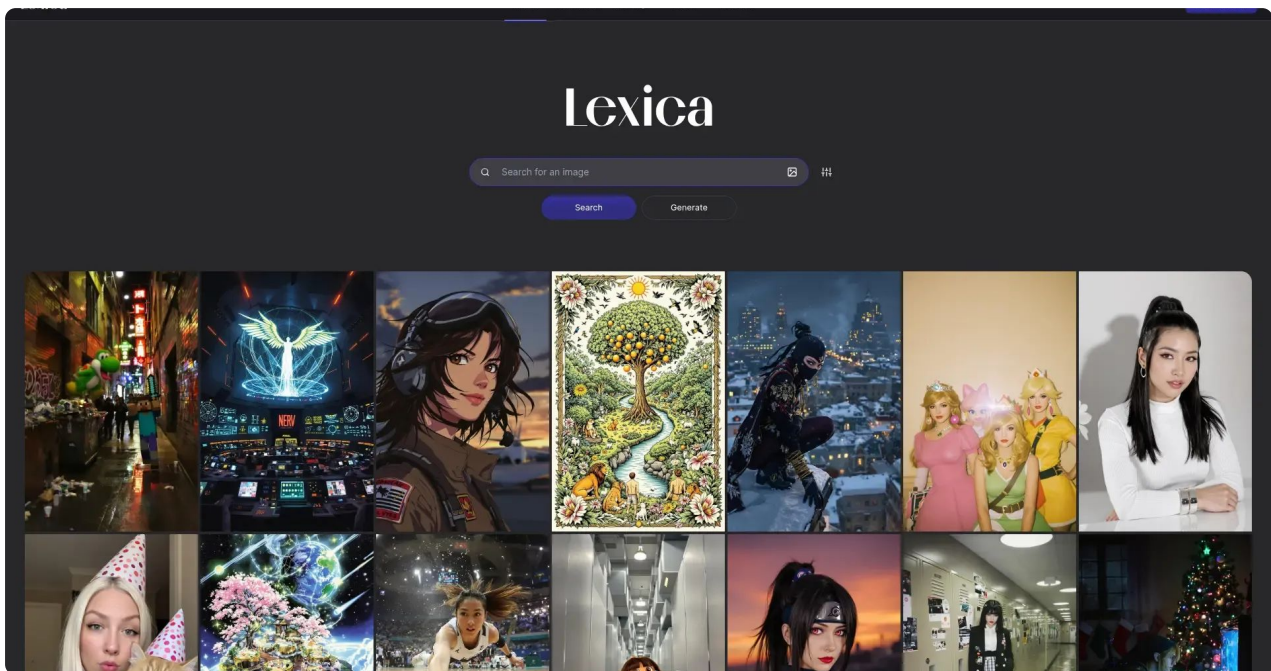 Lexica
Search for an image
Search
Generate
NERV